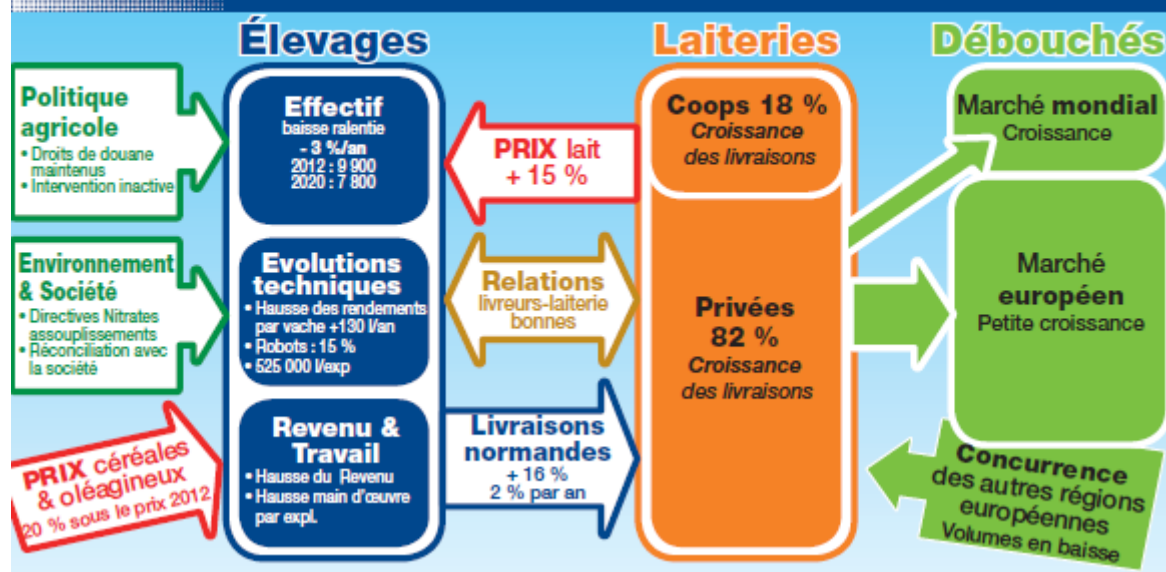 Élevages
Laiteries
Débouchés
Politique
agricole
• Droits de douane
maintenus
• Intervention inactive
Environnement
& Société
• Directives Nitrates
assouplissements
• Réconciliation avec
la société
PRIX céréales
& oléagineux
20 % sous le prix 2012
Effectif
baisse ralentie
- 3 %/an
2012 : 9 900
2020 : 7 800
Evolutions
techniques
• Hausse des rendements
par vache +130 l/an
• Robots : 15 %
• 525 000 l/exp
Revenu &
Travail
• Hausse du Revenu
• Hausse main d'œuvre
par expl.
PRIX lait
+ 15 %
Relations
livreurs-laiterie
bonnes
Livraisons
normandes
+ 16 %
2 % par an
Coops 18 %
Croissance
des livraisons
Privées
82 %
Croissance
des livraisons
Marché mondial
Croissance
Marché
européen
Petite croissance
Concurrence
des autres régions
européennes
Volumes en baisse